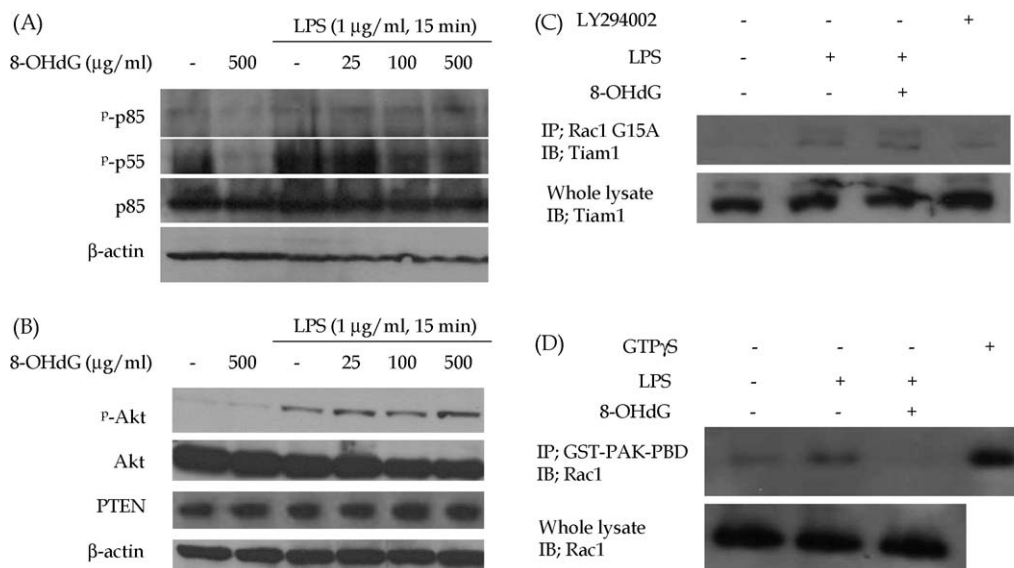 (A)
LPS (1 µg/ml, 15 min)
8-OHdG (µg/ml) - 500 - 25 100 500
P-p85
P-p55
p85
β-actin
(B)
LPS (1 µg/ml, 15 min)
8-OHdG (µg/ml) - 500 - 25 100 500
P-Akt
Akt
PTEN
β-actin
(C)
LY294002 - - - +
LPS - + +
8-OHdG - - +
IP; Rac1 G15A
IB; Tiam1
Whole lysate
IB; Tiam1
(D)
GTPγS - - - +
LPS - + +
8-OHdG - - +
IP; GST-PAK-PBD
IB; Rac1
Whole lysate
IB; Rac1